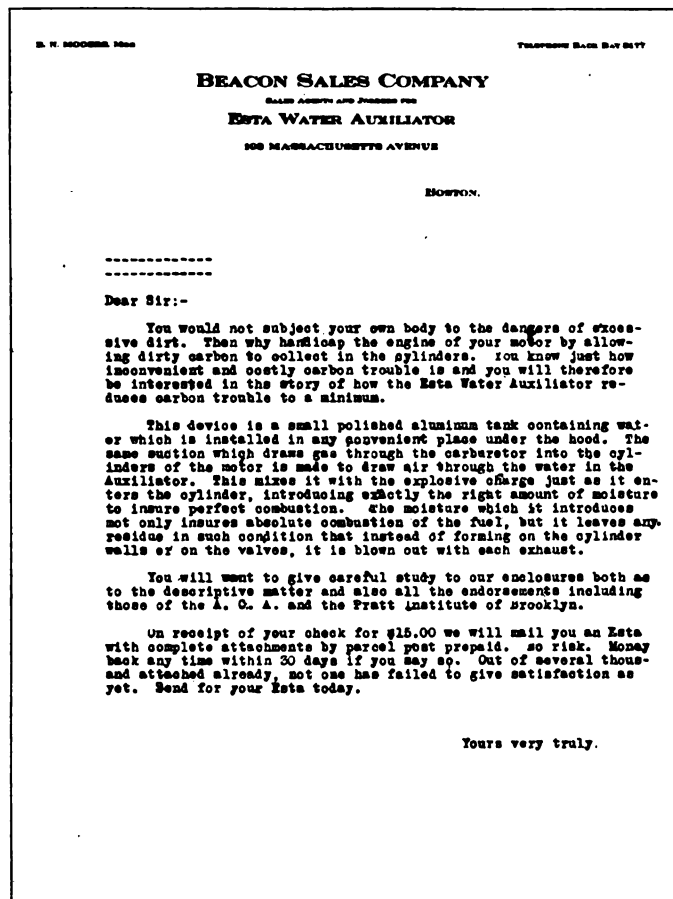 TELEPHONE BACK BAY
BEACON SALES COMPANY
SALES AGENTS AND JOBBERS FOR
ESTA WATER AUXILIATOR
MASSACHUSETTS AVENUE
BOSTON.
-------------
-------------
Dear Sir:-
You would not subject your own body to the dangers of exces-
sive dirt. Then why handicap the engine of your motor by allow-
ing dirty carbon to collect in the cylinders. You know just how
inconvenient and costly carbon trouble is and you will therefore
be interested in the story of how the Esta Water Auxiliator re-
duces carbon trouble to a minimum.
This device is a small polished aluminum tank containing wat-
er which is installed in any convenient place under the hood. The
same suction which draws gas through the carburetor into the cyl-
inders of the motor is made to draw air through the water in the
Auxiliator. This mixes it with the explosive charge just as it en-
ters the cylinder, introducing exactly the right amount of moisture
to insure perfect combustion. The moisture which it introduces
not only insures absolute combustion of the fuel, but it leaves any
residue in such condition that instead of forming on the cylinder
walls or on the valves, it is blown out with each exhaust.
You will want to give careful study to our enclosures both as
to the descriptive matter and also all the endorsements including
those of the A. C. A. and the Pratt Institute of Brooklyn.
On receipt of your check for $15.00 we will mail you an Esta
with complete attachments by parcel post prepaid. No risk. Money
back any time within 30 days if you say so. Out of several thous-
and attached already, not one has failed to give satisfaction as
yet. Send for your Esta today.
Yours very truly.